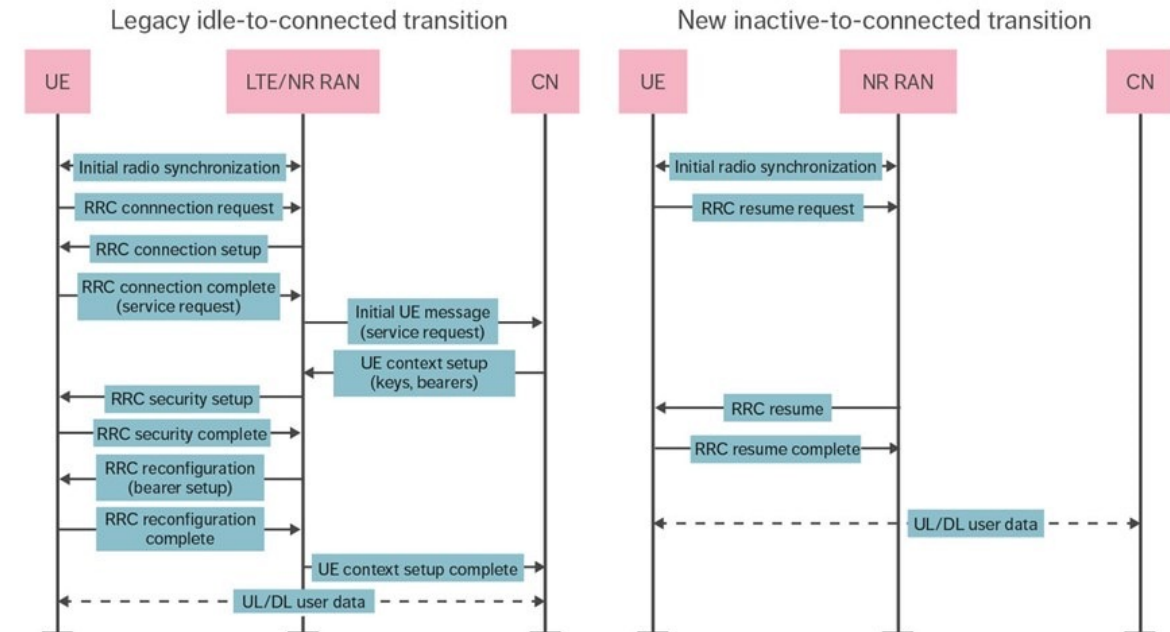 Legacy idle-to-connected transition
UE
LTE/NR RAN
CN
Initial radio synchronization
RRC connnection request
RRC connection setup
RRC connection complete
(service request)
Initial UE message
(service request)
UE context setup
(keys, bearers)
RRC security setup
RRC security complete
RRC reconfiguration
(bearer setup)
RRC reconfiguration
complete
UE context setup complete
UL/DL user data
New inactive-to-connected transition
UE
NR RAN
CN
Initial radio synchronization
RRC resume request
RRC resume
RRC resume complete
UL/DL user data